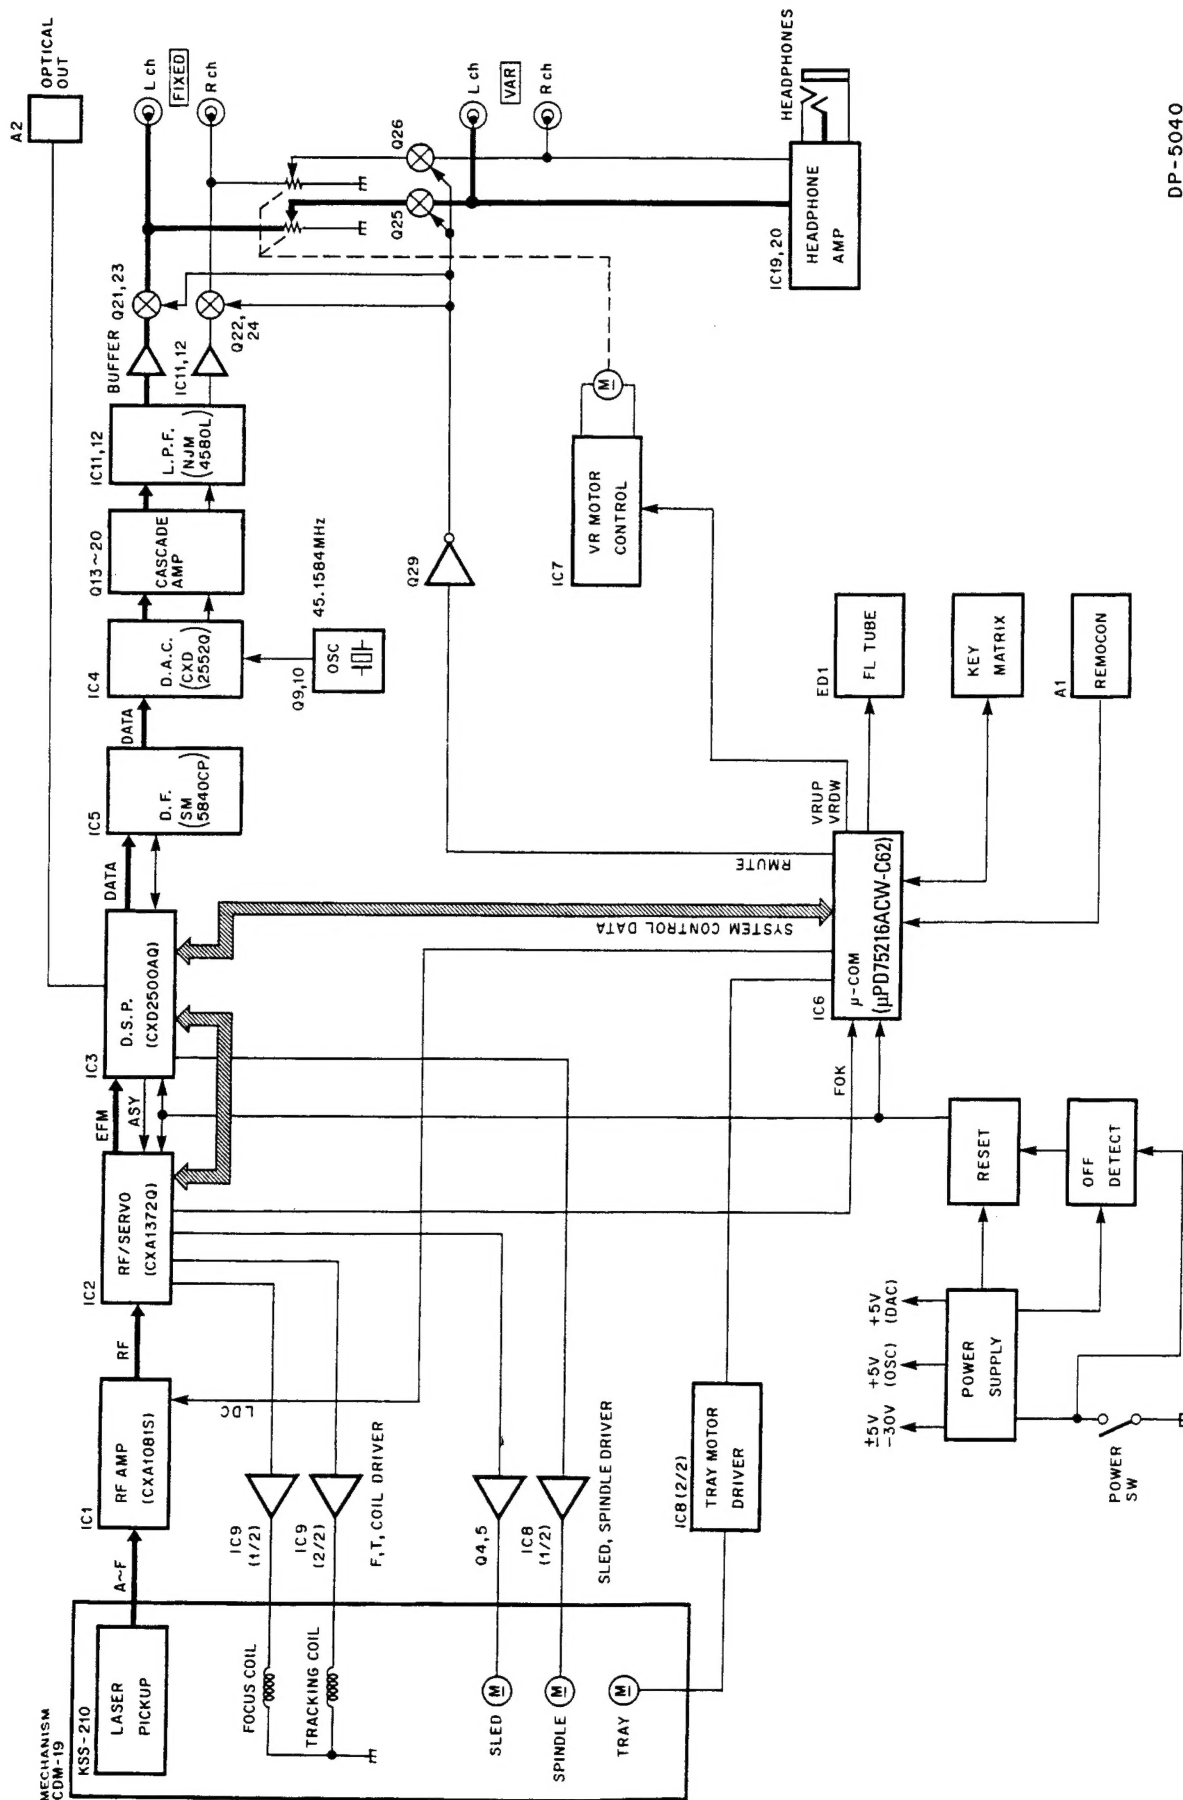 MECHANISM
CDM-19
KSS-210
LASER
PICKUP
A~F
IC1
RF AMP
(CXA1081S)
RF
IC2
RF/SERVO
(CXA1372Q)
EFM
ASY
IC3
D.S.P.
(CXD2500AQ)
DATA
IC5
D.F.
(SM
5840CP)
DATA
IC4
D.A.C.
(CXD
2552Q)
Q13~20
CASCADE
AMP
IC11,12
L.P.F.
(NJM
4580L)
BUFFER
IC11,12
Q21,23
Q22,
24
A2
OPTICAL
OUT
L ch
FIXED
R ch
Q9,10
OSC
45.1584MHz
Q25
Q26
L ch
VAR
R ch
FOCUS COIL
TRACKING COIL
IC9
(1/2)
IC9
(2/2)
F,T, COIL DRIVER
LDC
SLED
M
SPINDLE
M
TRAY
M
Q4,5
IC8
(1/2)
SLED, SPINDLE DRIVER
IC8(2/2)
TRAY MOTOR
DRIVER
FOK
SYSTEM CONTROL DATA
RMUTE
Q29
IC7
VR MOTOR
CONTROL
M
IC19,20
HEADPHONE
AMP
HEADPHONES
IC6
μ-COM
(μPD75216ACW-C62)
VRUP
VRDW
ED1
FL TUBE
KEY
MATRIX
A1
REMOCON
POWER
SW
±5V
-30V
+5V
(OSC)
+5V
(DAC)
POWER
SUPPLY
RESET
OFF
DETECT
DP-5040